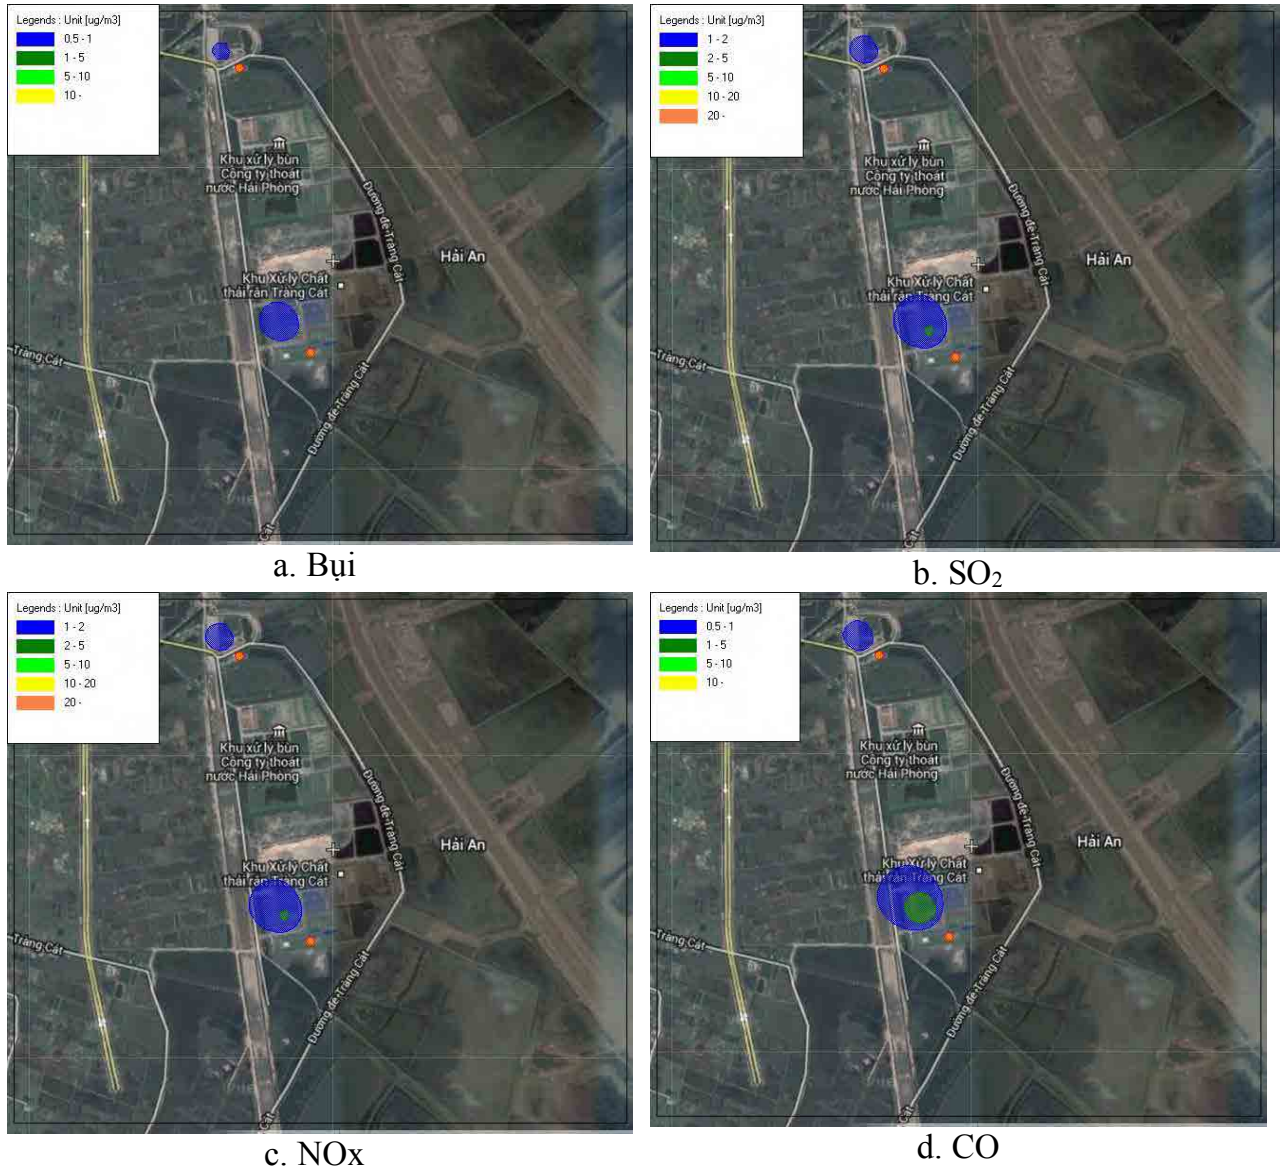 Legends : Unit [ug/m3]
0.5 - 1
1 - 5
5 - 10
10 -
Khu xử lý bùn
Công ty thoát
nước Hải Phòng
Đường đê-Tràng Cát
Hải An
Khu Xử lý Chất
thải rắn Tràng Cát
Tràng Cát
Đường đê-Tràng Cát
Cát
a. Bụi
Legends : Unit [ug/m3]
1 - 2
2 - 5
5 - 10
10 - 20
20 -
Khu xử lý bùn
Công ty thoát
nước Hải Phòng
Đường đê-Tràng Cát
Hải An
Khu Xử lý Chất
thải rắn Tràng Cát
Tràng Cát
Đường đê-Tràng Cát
Cát
b. SO₂
Legends : Unit [ug/m3]
1 - 2
2 - 5
5 - 10
10 - 20
20 -
Khu xử lý bùn
Công ty thoát
nước Hải Phòng
Đường đê-Tràng Cát
Hải An
Khu Xử lý Chất
thải rắn Tràng Cát
Tràng Cát
Đường đê-Tràng Cát
Cát
c. NOx
Legends : Unit [ug/m3]
0.5 - 1
1 - 5
5 - 10
10 -
Khu xử lý bùn
Công ty thoát
nước Hải Phòng
Đường đê-Tràng Cát
Hải An
Khu Xử lý Chất
thải rắn Tràng Cát
Tràng Cát
Đường đê-Tràng Cát
Cát
d. CO